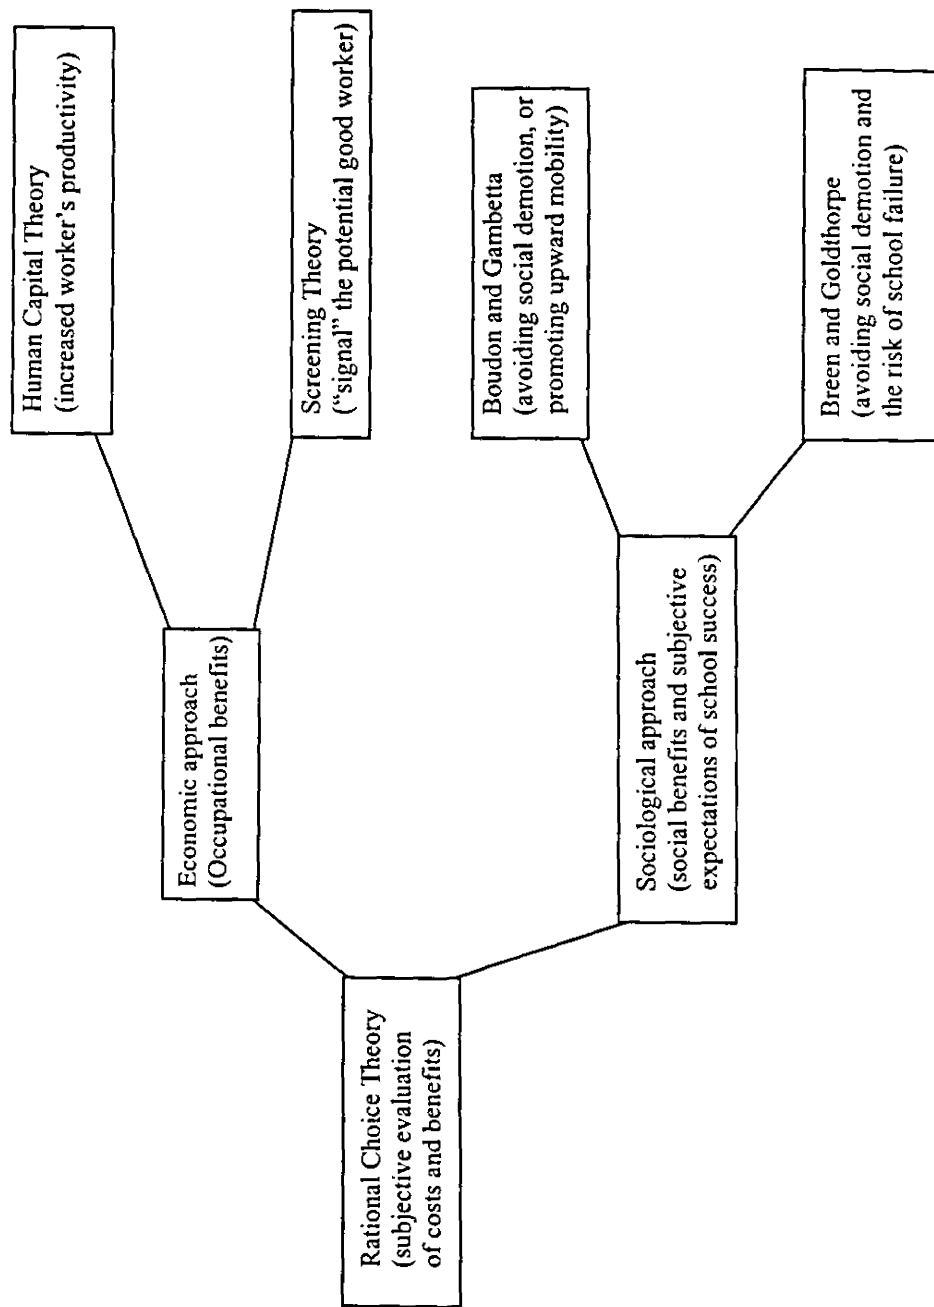 Rational Choice Theory
(subjective evaluation
of costs and benefits)
Economic approach
(Occupational benefits)
Sociological approach
(social benefits and subjective
expectations of school success)
Human Capital Theory
(increased worker's productivity)
Screening Theory
("signal" the potential good worker)
Boudon and Gambetta
(avoiding social demotion, or
promoting upward mobility)
Breen and Goldthorpe
(avoiding social demotion and
the risk of school failure)